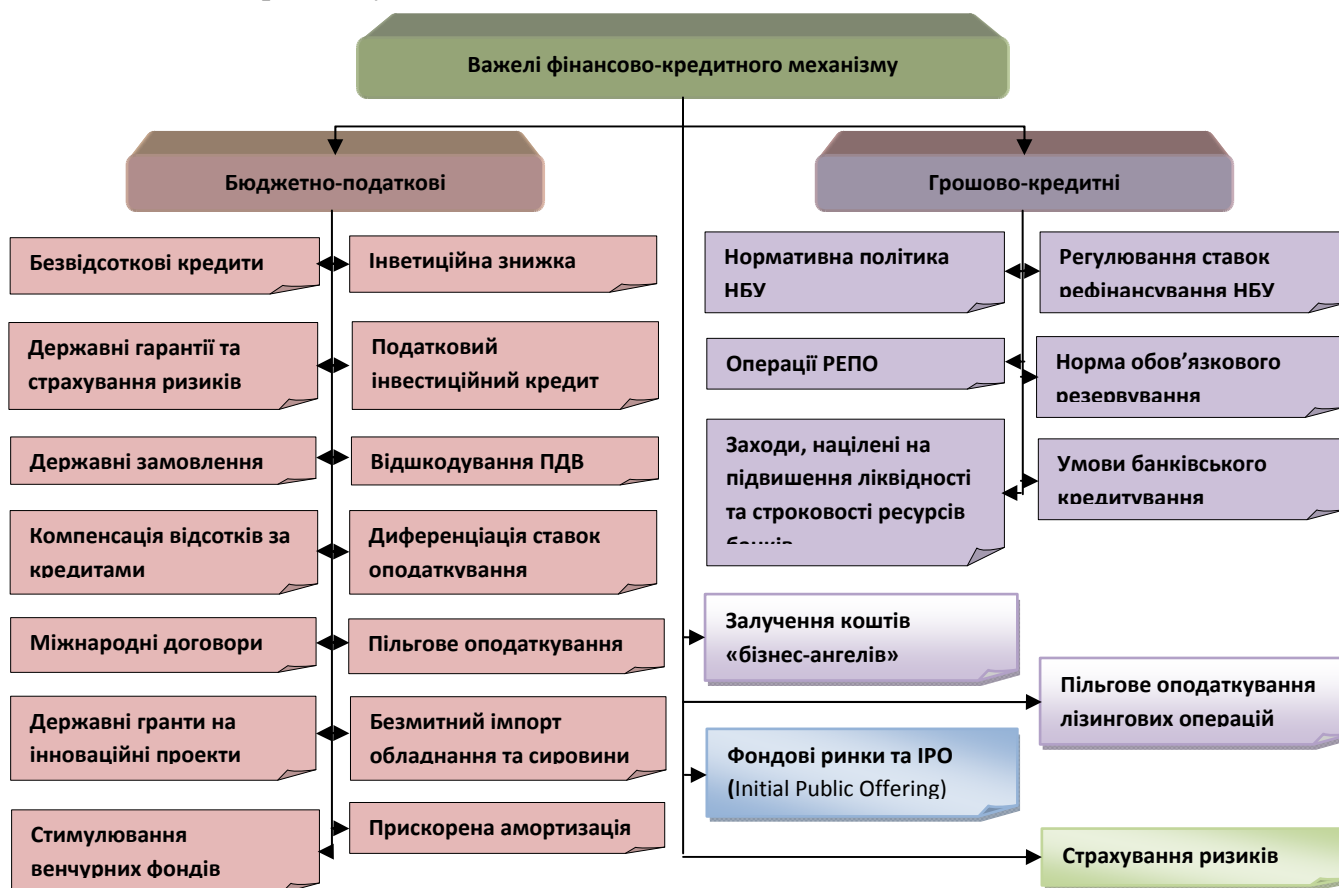 Важелі фінансово-кредитного механізму
Бюджетно-податкові
Безвідсоткові кредити
Інветиційна знижка
Державні гарантії та
страхування ризиків
Податковий
інвестиційний кредит
Державні замовлення
Відшкодування ПДВ
Компенсація відсотків за
кредитами
Диференціація ставок
оподаткування
Міжнародні договори
Пільгове оподаткування
Державні гранти на
інноваційні проекти
Безмитний імпорт
обладнання та сировини
Стимулювання
венчурних фондів
Прискорена амортизація
Грошово-кредитні
Нормативна політика
НБУ
Регулювання ставок
рефінансування НБУ
Операції РЕПО
Норма обов’язкового
резервування
Заходи, націлені на
підвищення ліквідності
та строковості ресурсів
Умови банківського
кредитування
Залучення коштів
«бізнес-ангелів»
Пільгове оподаткування
лізингових операцій
Фондові ринки та ІРО
(Initial Public Offering)
Страхування ризиків